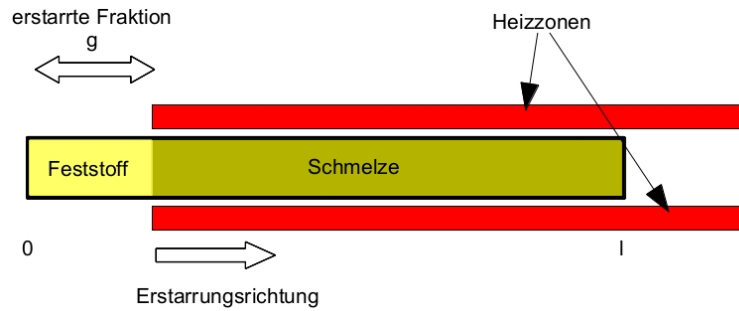 erstarrte Fraktion
g
Heizzonen
Feststoff
Schmelze
0
l
Erstarrungsrichtung